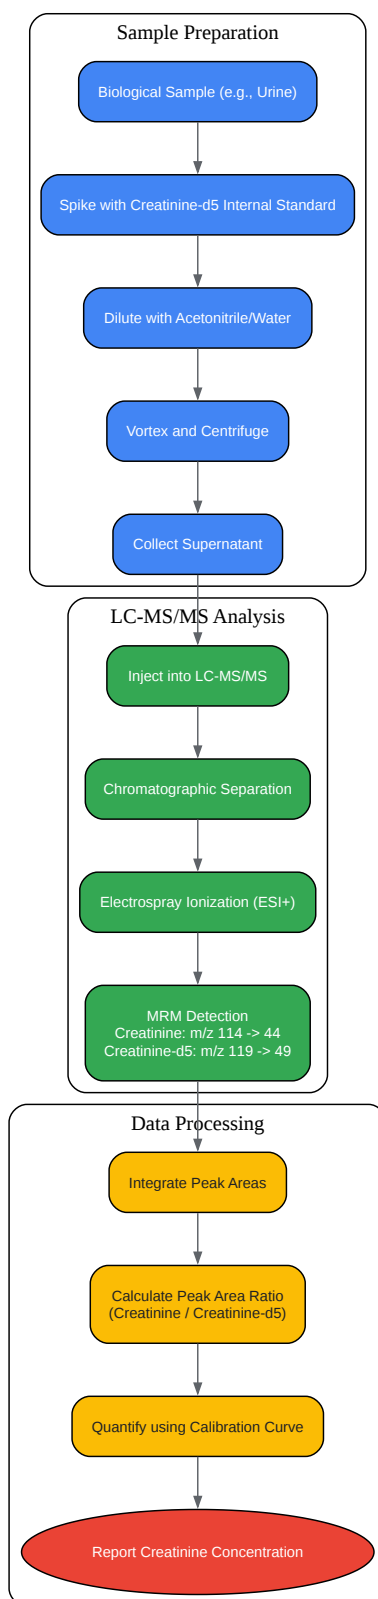 Sample Preparation
Biological Sample (e.g., Urine)
Spike with Creatinine-d5 Internal Standard
Dilute with Acetonitrile/Water
Vortex and Centrifuge
Collect Supernatant
LC-MS/MS Analysis
Inject into LC-MS/MS
Chromatographic Separation
Electrospray Ionization (ESI+)
MRM Detection
Creatinine: m/z 114 -> 44
Creatinine-d5: m/z 119 -> 49
Data Processing
Integrate Peak Areas
Calculate Peak Area Ratio
(Creatinine / Creatinine-d5)
Quantify using Calibration Curve
Report Creatinine Concentration